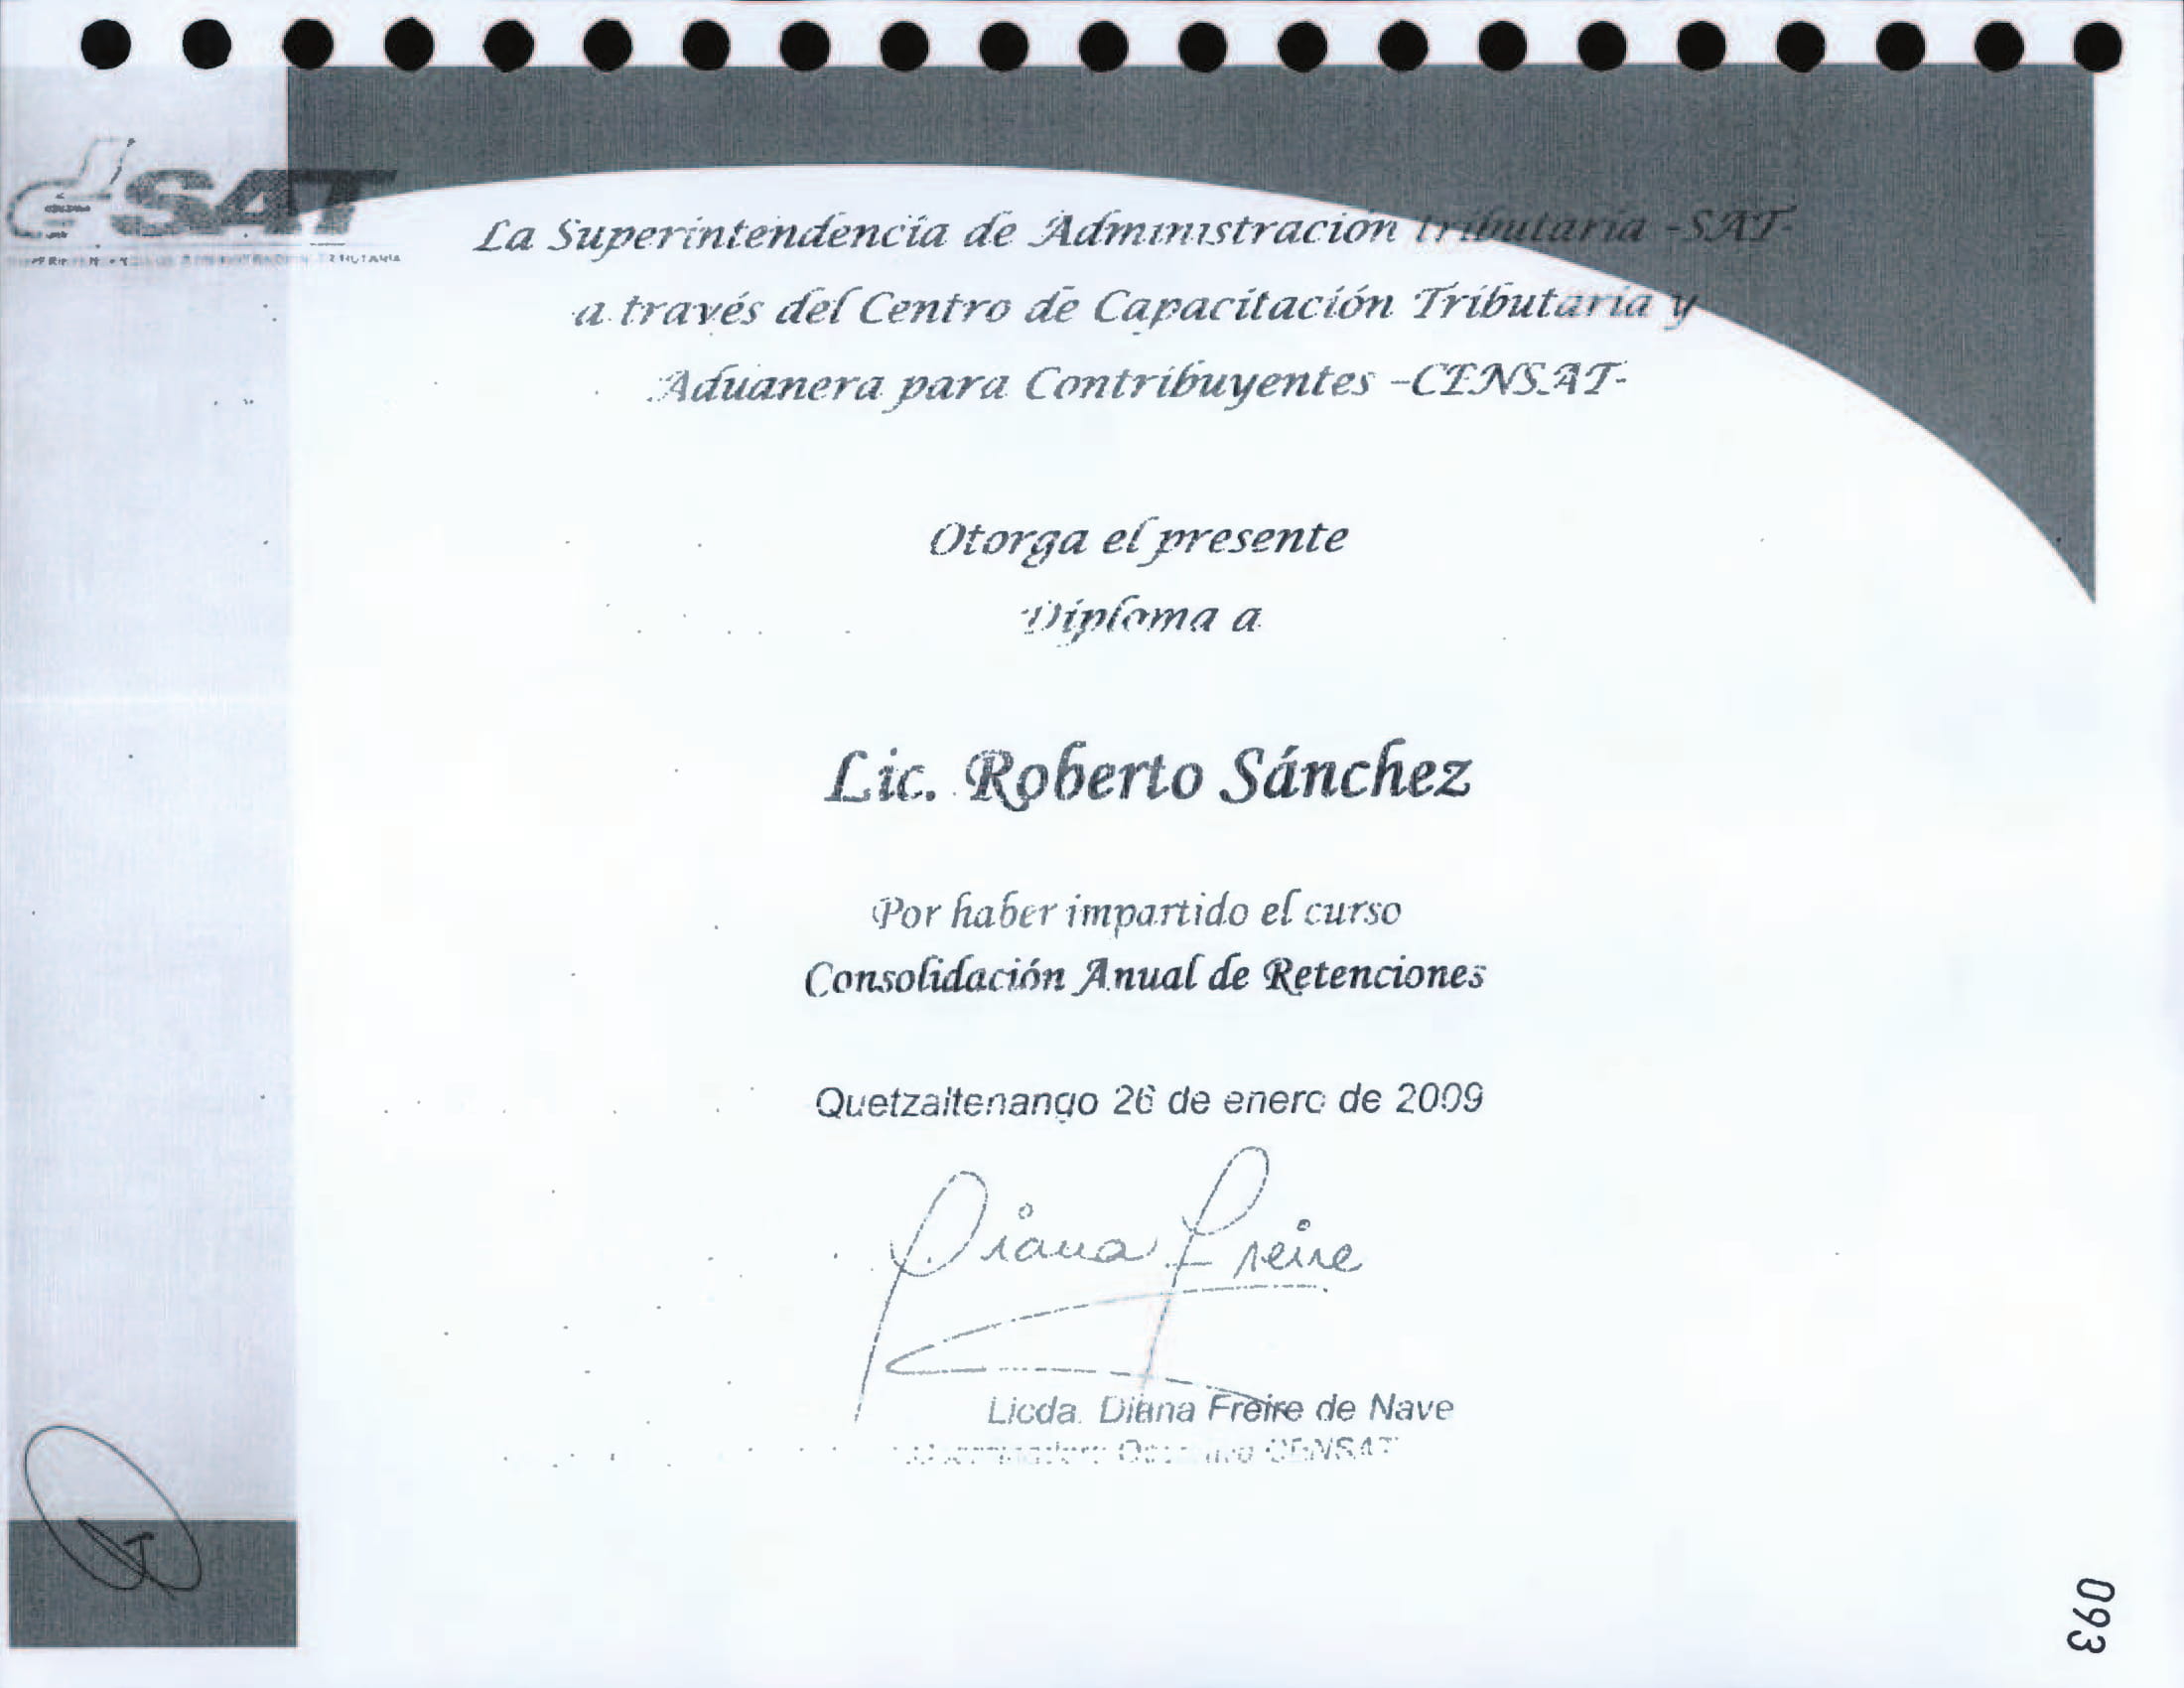 SAT
La Superintendencia de Administración tributaria -SAT-
a través del Centro de Capacitación Tributaria y
Aduanera para Contribuyentes -CENSAT-
Otorga el presente
Diploma a
Lic. Roberto Sánchez
Por haber impartido el curso
Consolidación Anual de Retenciones
Quetzaltenango 26 de enero de 2009
Diana Freire
Licda. Diana Freire de Nave
CENSAT
093